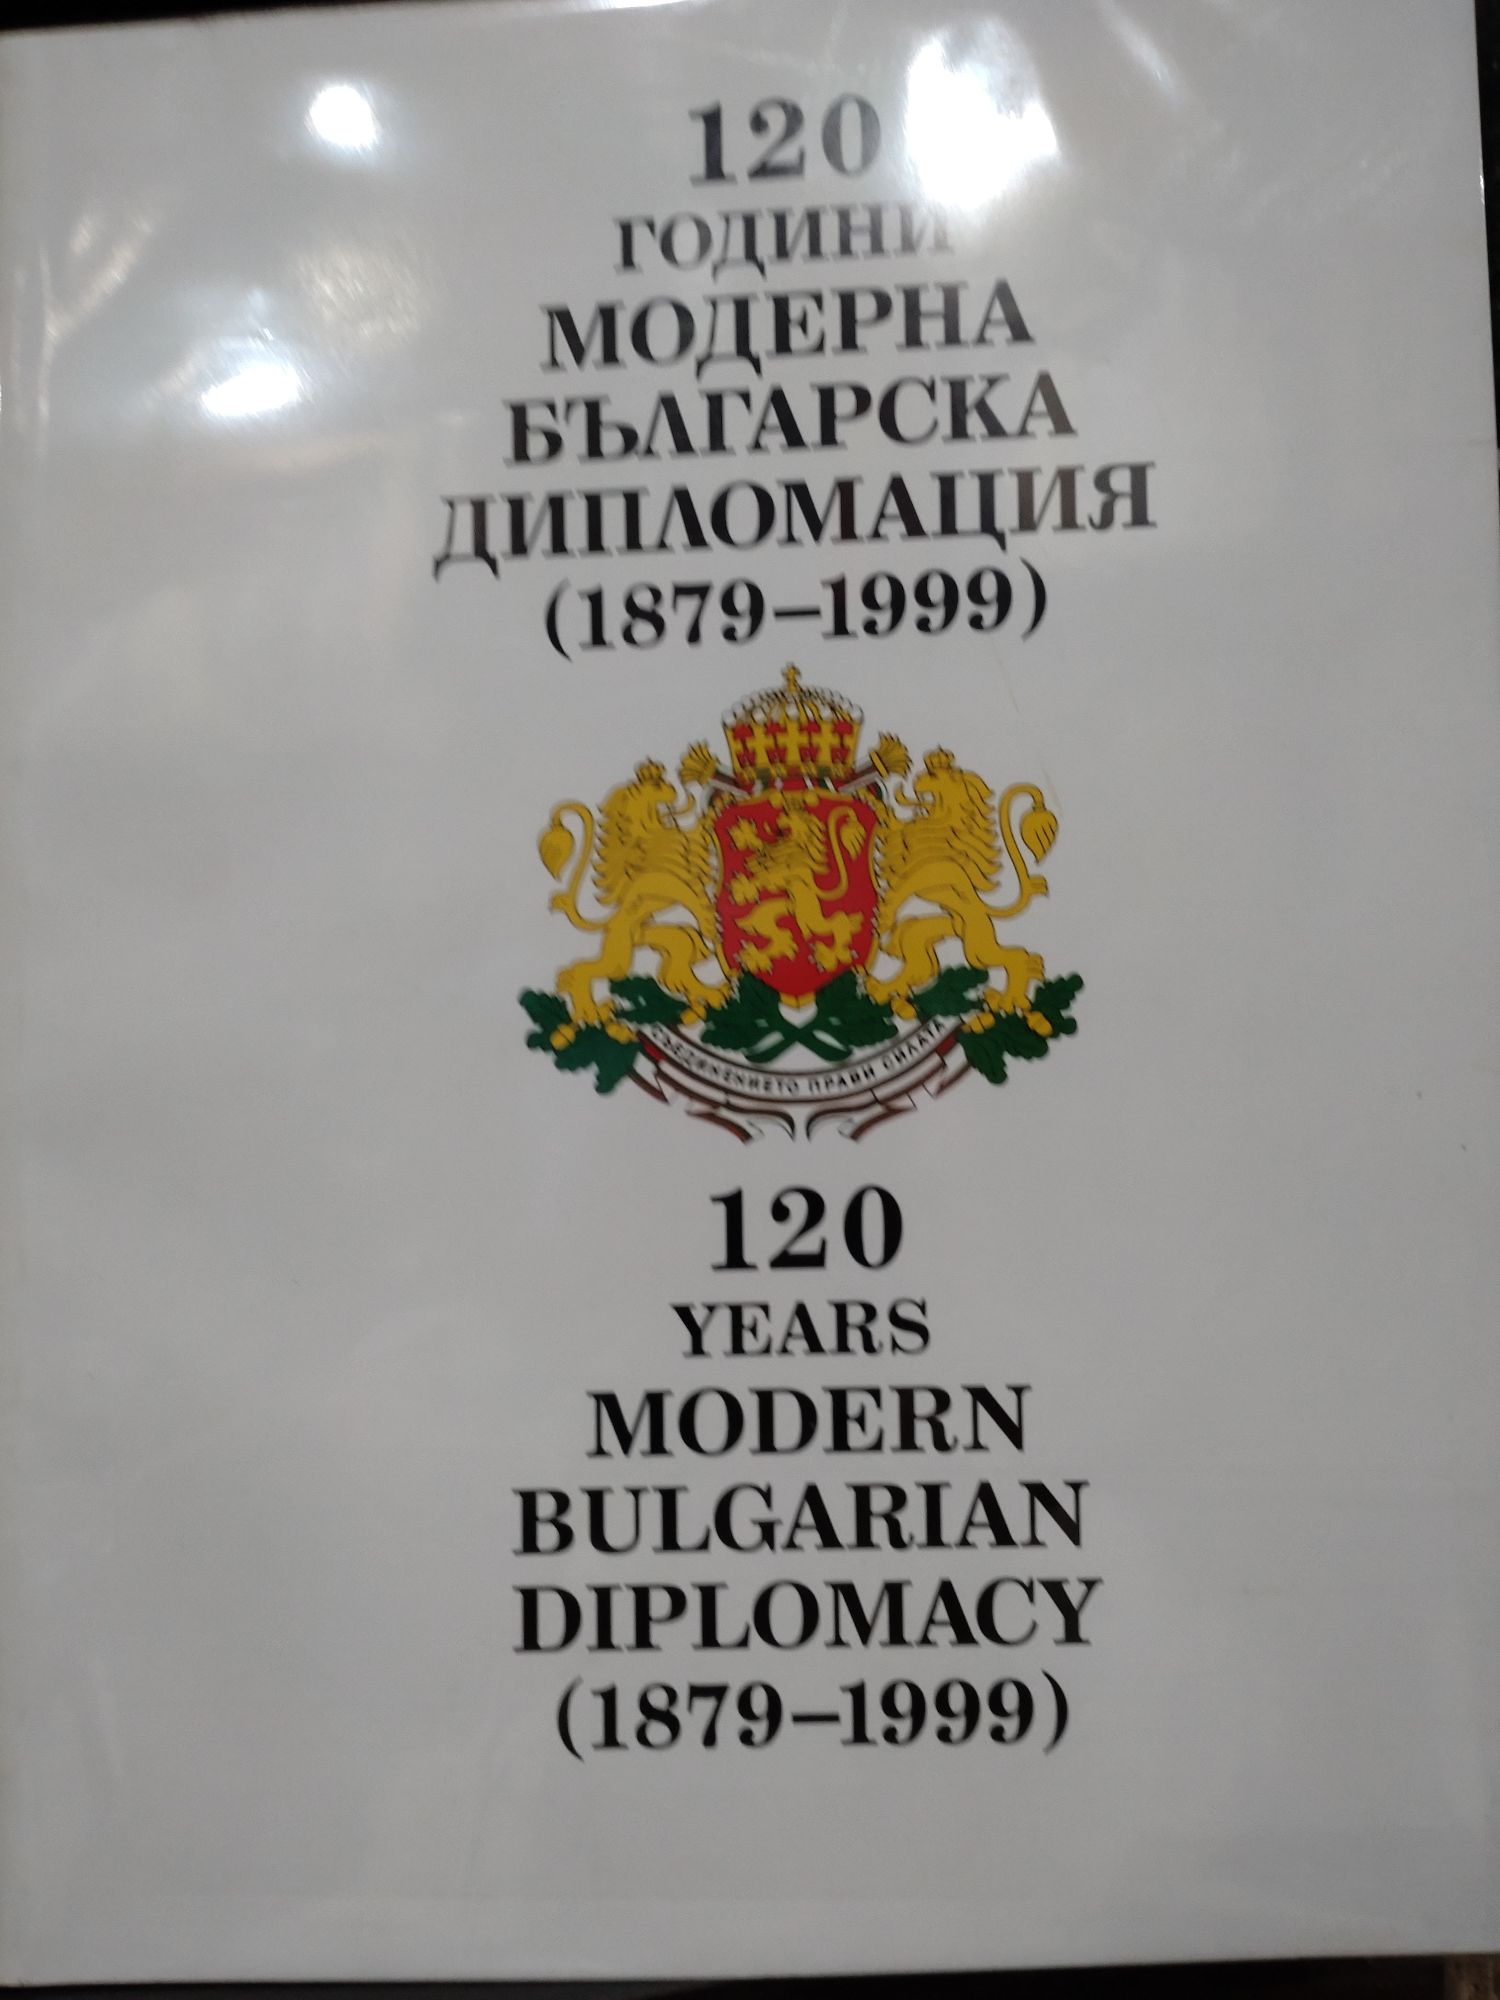 120
ГОДИНИ
МОДЕРНА
БЪЛГАРСКА
ДИПЛОМАЦИЯ
(1879–1999)
СЪЕДИНЕНИЕТО ПРАВИ СИЛАТА
120
YEARS
MODERN
BULGARIAN
DIPLOMACY
(1879–1999)